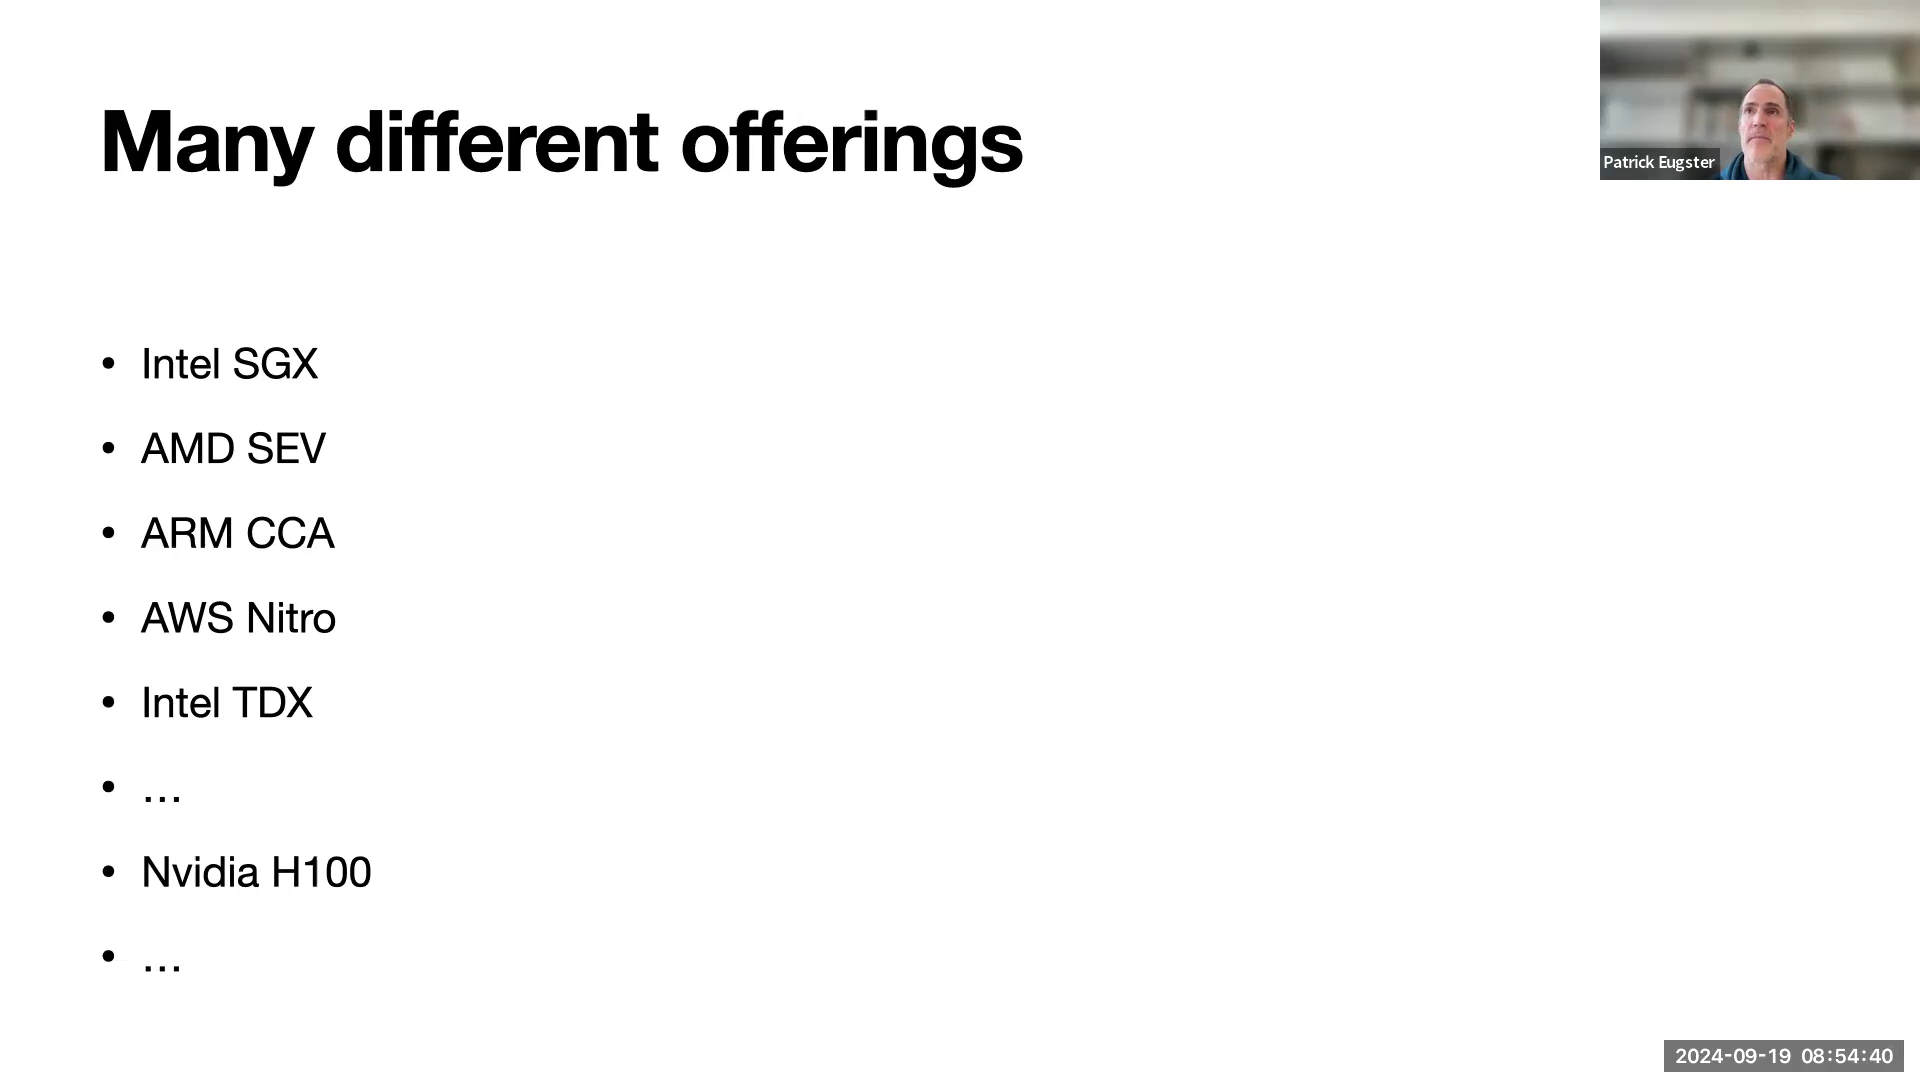 Many different offerings
Patrick Eugster
• Intel SGX
• AMD SEV
• ARM CCA
• AWS Nitro
• Intel TDX
• …
• Nvidia H100
• …
2024-09-19 08:54:40